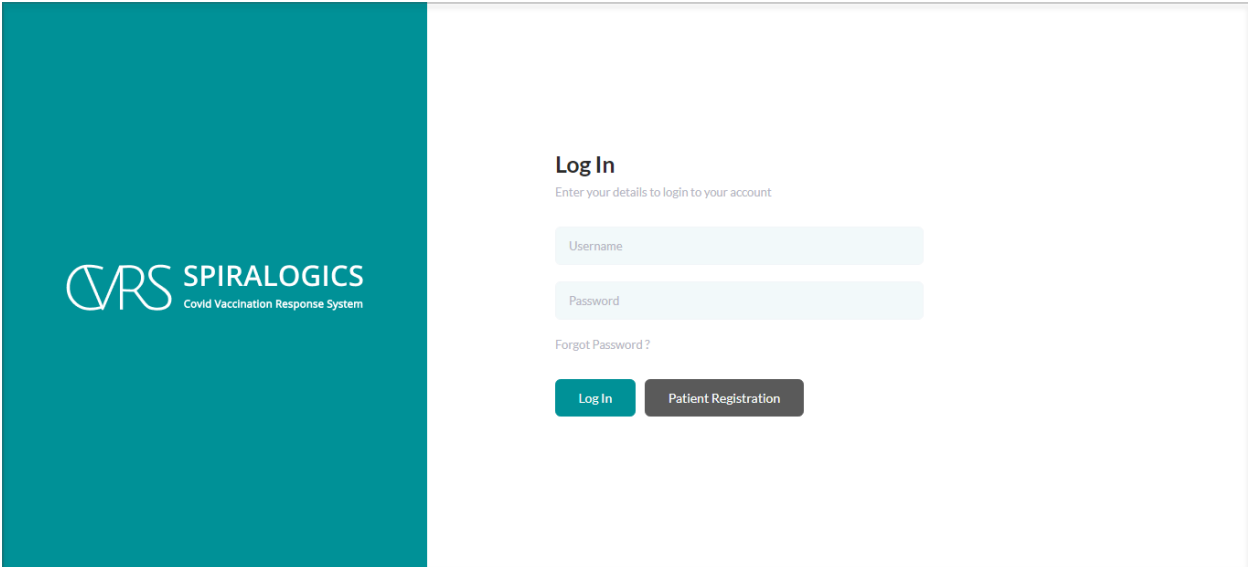 CVRS SPIRALOGICS
Covid Vaccination Response System
Log In
Enter your details to login to your account
Username
Password
Forgot Password ?
Log In Patient Registration